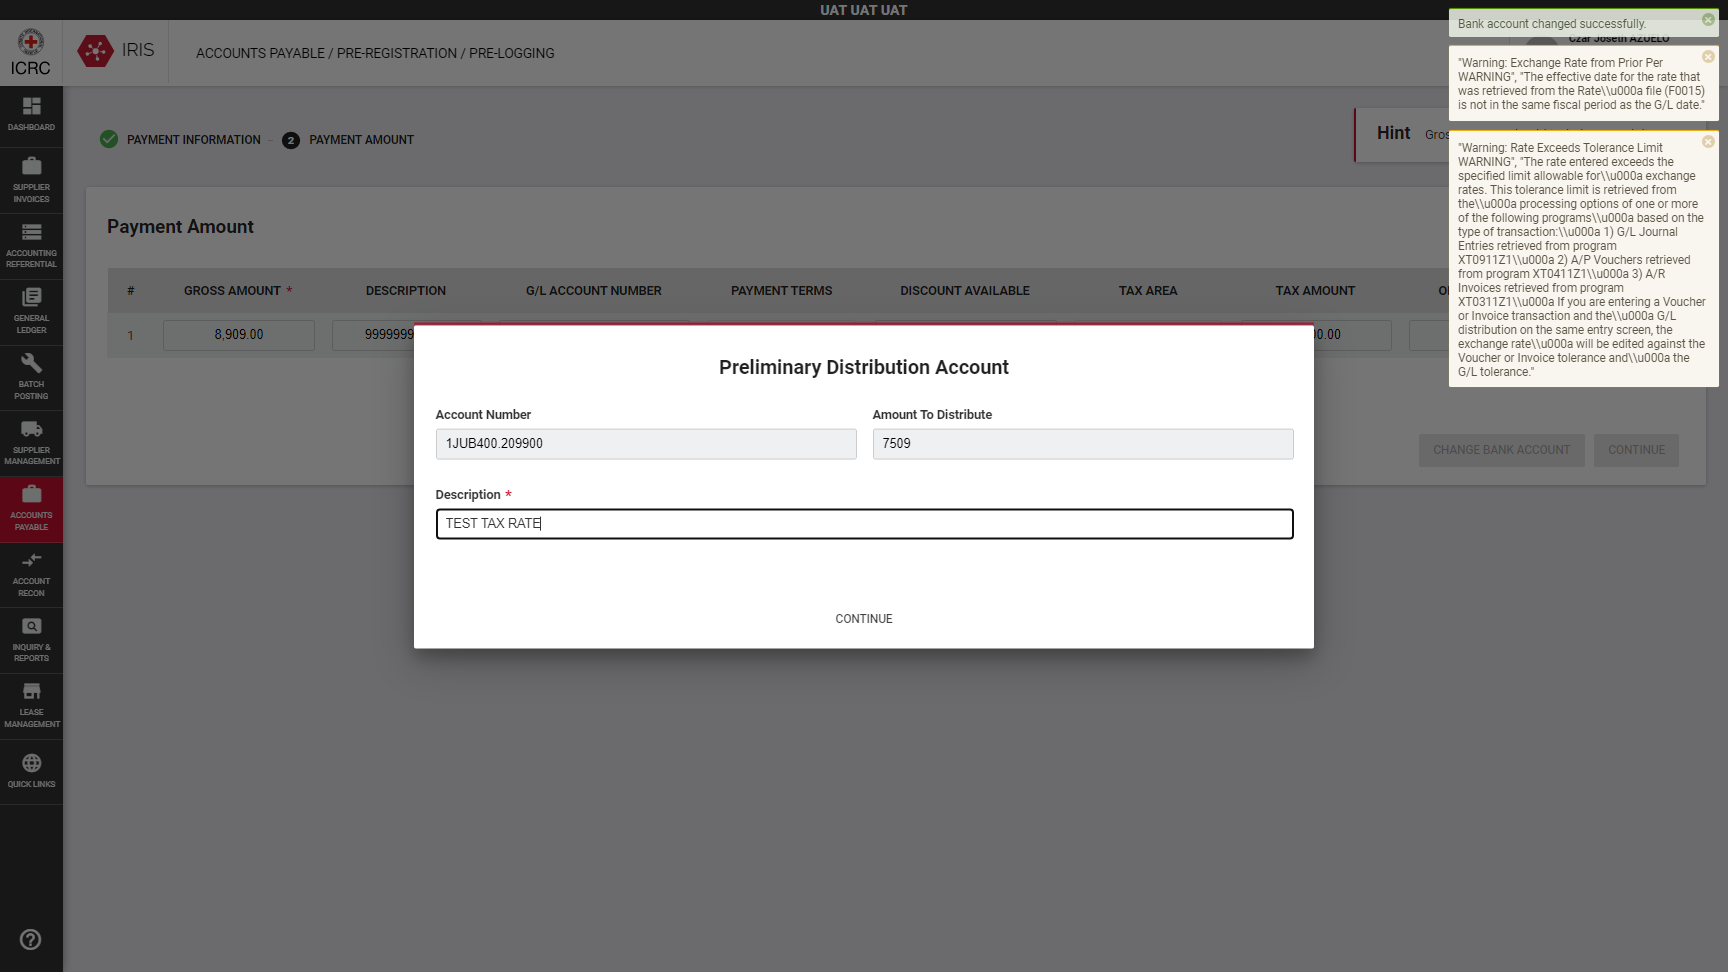 UAT UAT UAT
ICRC
IRIS
ACCOUNTS PAYABLE / PRE-REGISTRATION / PRE-LOGGING
Czar Joseth AZUELO
Bank account changed successfully.
"Warning: Exchange Rate from Prior Per
WARNING", "The effective date for the rate that
was retrieved from the Rate\\u000a file (F0015)
is not in the same fiscal period as the G/L date."
"Warning: Rate Exceeds Tolerance Limit
WARNING", "The rate entered exceeds the
specified limit allowable for\\u000a exchange
rates. This tolerance limit is retrieved from
the\\u000a processing options of one or more
of the following programs\\u000a based on the
type of transaction:\\u000a 1) G/L Journal
Entries retrieved from program
XT0911Z1\\u000a 2) A/P Vouchers retrieved
from program XT0411Z1\\u000a 3) A/R
Invoices retrieved from program
XT0311Z1\\u000a If you are entering a Voucher
or Invoice transaction and the\\u000a G/L
distribution on the same entry screen, the
exchange rate\\u000a will be edited against the
Voucher or Invoice tolerance and\\u000a the
G/L tolerance."
DASHBOARD
SUPPLIER
INVOICES
ACCOUNTING
REFERENTIAL
GENERAL
LEDGER
BATCH
POSTING
SUPPLIER
MANAGEMENT
ACCOUNTS
PAYABLE
ACCOUNT
RECON
INQUIRY &
REPORTS
LEASE
MANAGEMENT
QUICK LINKS
PAYMENT INFORMATION - 2 PAYMENT AMOUNT
Hint Gros
Payment Amount
# GROSS AMOUNT * DESCRIPTION G/L ACCOUNT NUMBER PAYMENT TERMS DISCOUNT AVAILABLE TAX AREA TAX AMOUNT
1 8,909.00 9999999 0.00
CHANGE BANK ACCOUNT CONTINUE
Preliminary Distribution Account
Account Number Amount To Distribute
1JUB400.209900 7509
Description *
TEST TAX RATE
CONTINUE